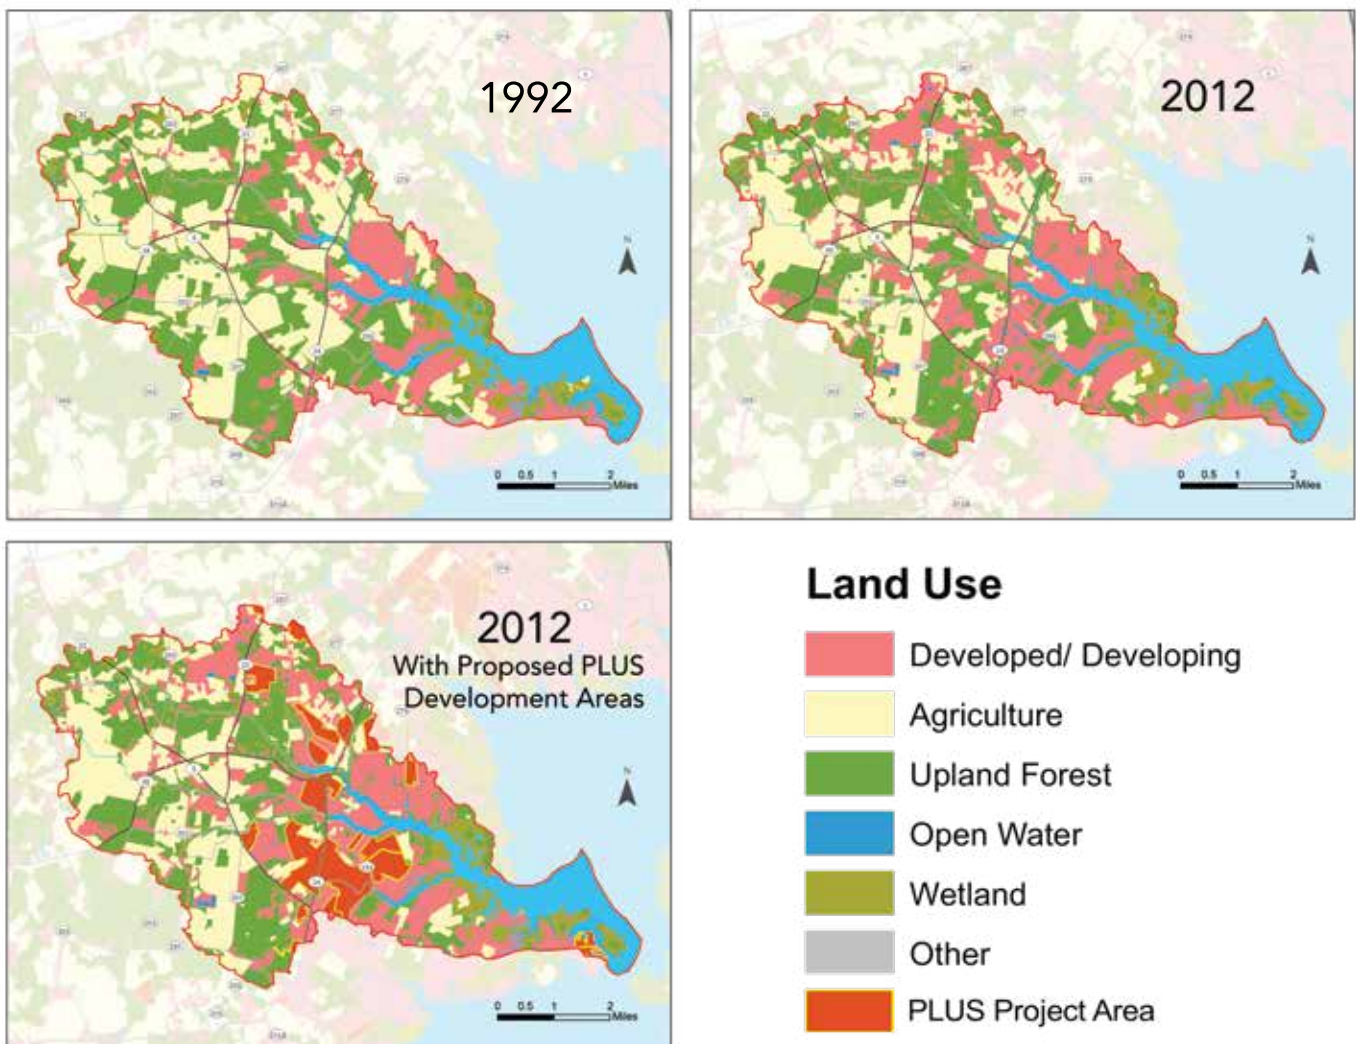 1992
N
0 0.5 1 2
Miles
2012
N
0 0.5 1 2
Miles
2012
With Proposed PLUS
Development Areas
N
0 0.5 1 2
Miles
Land Use
Developed/ Developing
Agriculture
Upland Forest
Open Water
Wetland
Other
PLUS Project Area